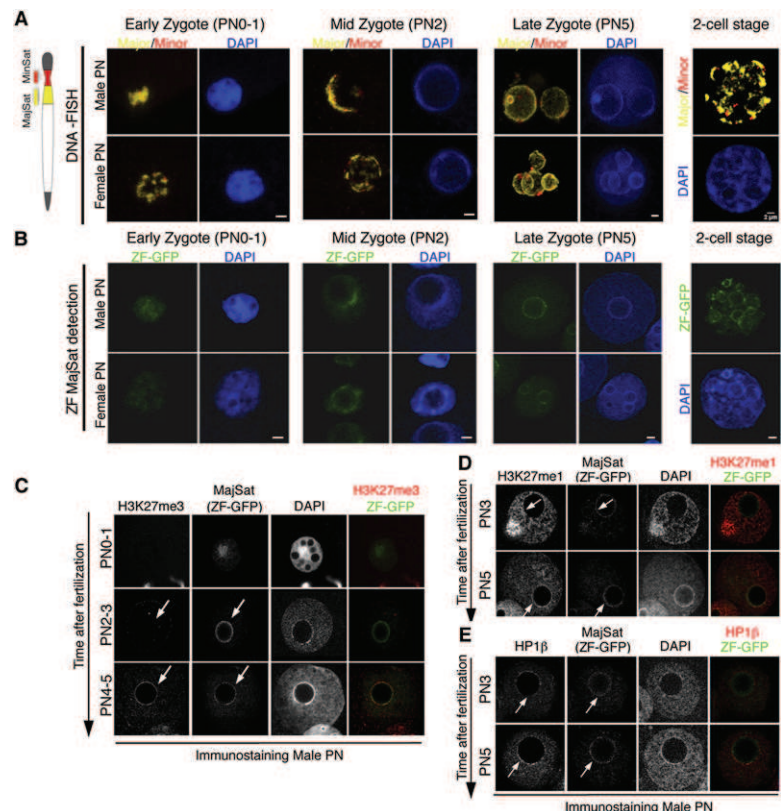 A
Early Zygote (PN0-1)
Mid Zygote (PN2)
Late Zygote (PN5)
2-cell stage
Major/Minor DAPI
Major/Minor DAPI
Major/Minor DAPI
MinSat
MajSat
DNA -FISH
Male PN
Female PN
Major/Minor
DAPI
2 µm
B
Early Zygote (PN0-1)
Mid Zygote (PN2)
Late Zygote (PN5)
2-cell stage
ZF-GFP DAPI
ZF-GFP DAPI
ZF-GFP DAPI
ZF MajSat detection
Male PN
Female PN
ZF-GFP
DAPI
C
H3K27me3
MajSat
(ZF-GFP)
DAPI
H3K27me3
ZF-GFP
Time after fertilization
PN0-1
PN2-3
PN4-5
Immunostaining Male PN
D
H3K27me1
MajSat
(ZF-GFP)
DAPI
H3K27me1
ZF-GFP
Time after fertilization
PN3
PN5
E
HP1β
MajSat
(ZF-GFP)
DAPI
HP1β
ZF-GFP
Time after fertilization
PN3
PN5
Immunostaining Male PN